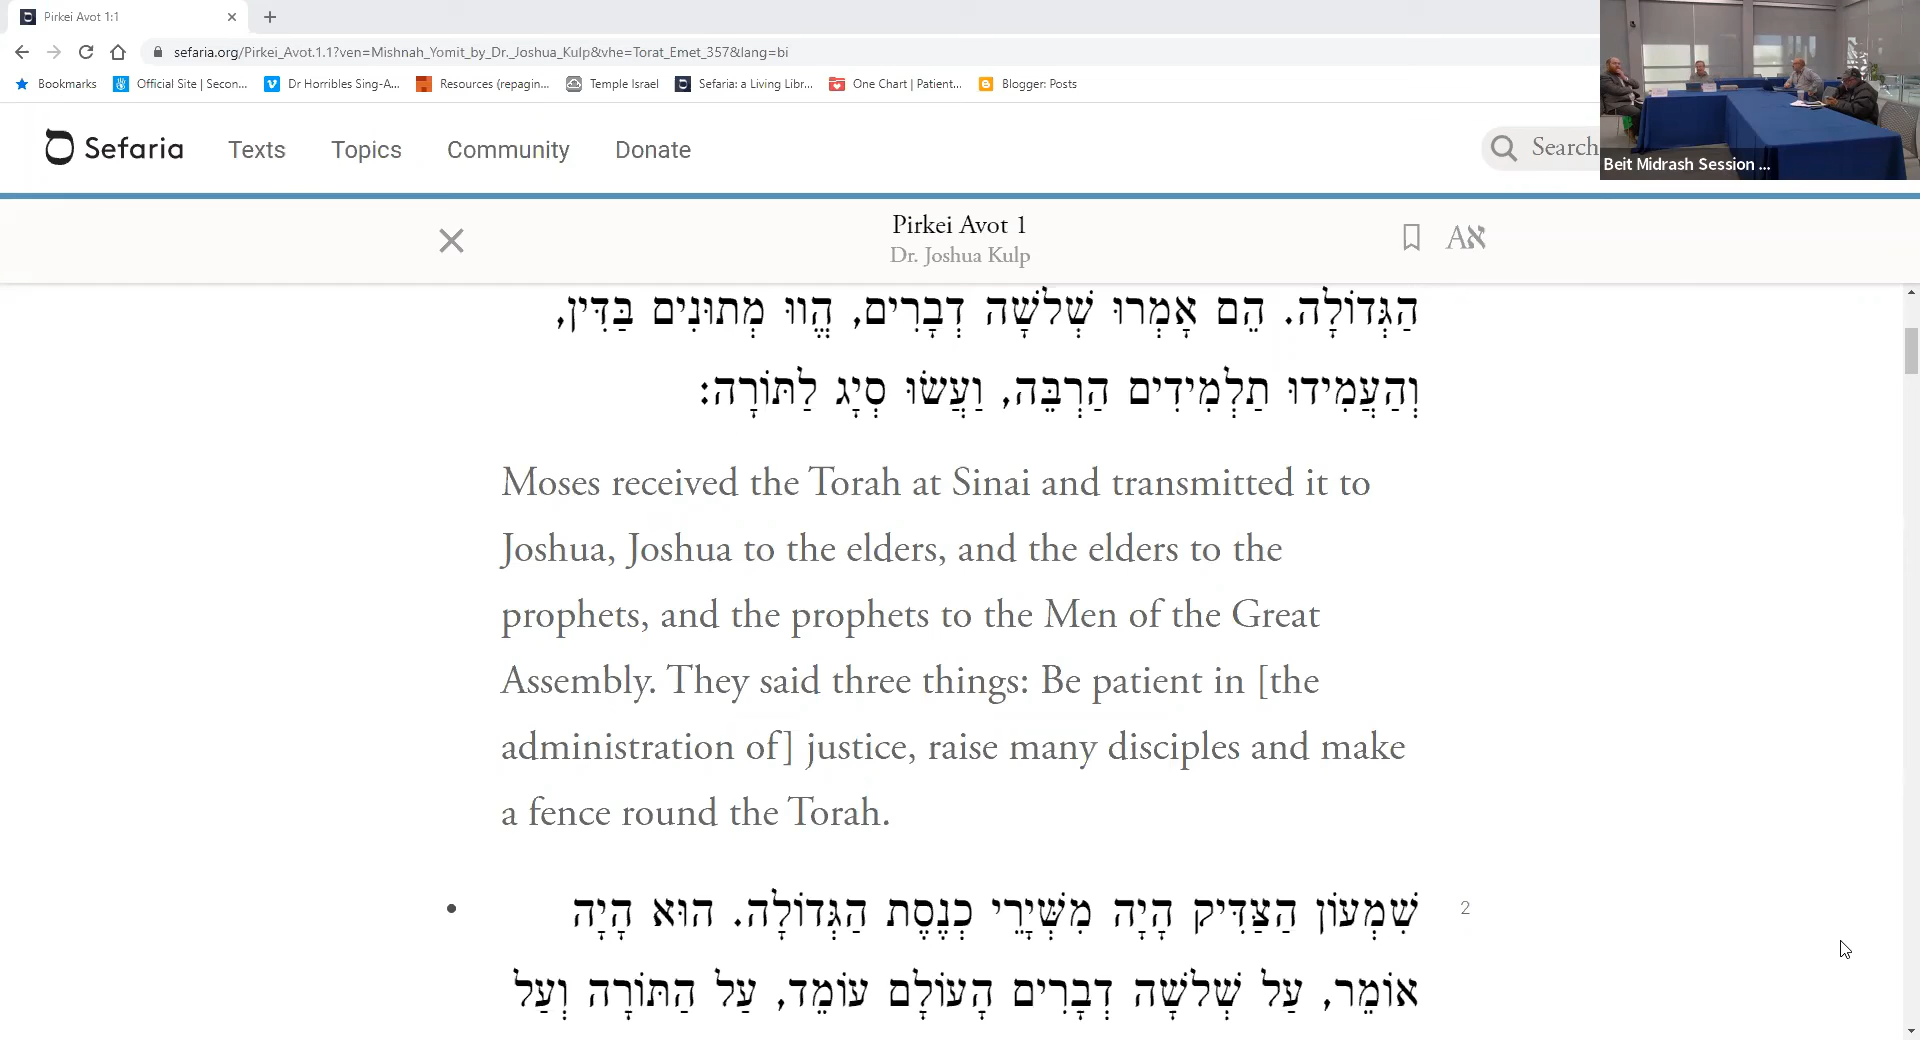 Pirkei Avot 1:1
sefaria.org/Pirkei_Avot.1.1?ven=Mishnah_Yomit_by_Dr._Joshua_Kulp&vhe=Torat_Emet_357&lang=bi
Bookmarks Official Site | Secon... Dr Horribles Sing-A... Resources (repagin... Temple Israel Sefaria: a Living Libr... One Chart | Patient... Blogger: Posts
Sefaria Texts Topics Community Donate Search
Beit Midrash Session ...
Pirkei Avot 1
Dr. Joshua Kulp
Aא
הַגְּדוֹלָה. הֵם אָמְרוּ שְׁלשָׁה דְבָרִים, הֱווּ מְתוּנִים בַּדִּין,
וְהַעֲמִידוּ תַלְמִידִים הַרְבֵּה, וַעֲשׂוּ סְיָג לַתּוֹרָה:
Moses received the Torah at Sinai and transmitted it to
Joshua, Joshua to the elders, and the elders to the
prophets, and the prophets to the Men of the Great
Assembly. They said three things: Be patient in [the
administration of] justice, raise many disciples and make
a fence round the Torah.
2
שִׁמְעוֹן הַצַּדִּיק הָיָה מִשְּׁיָרֵי כְנֶסֶת הַגְּדוֹלָה. הוּא הָיָה
אוֹמֵר, עַל שְׁלשָׁה דְבָרִים הָעוֹלָם עוֹמֵד, עַל הַתּוֹרָה וְעַל